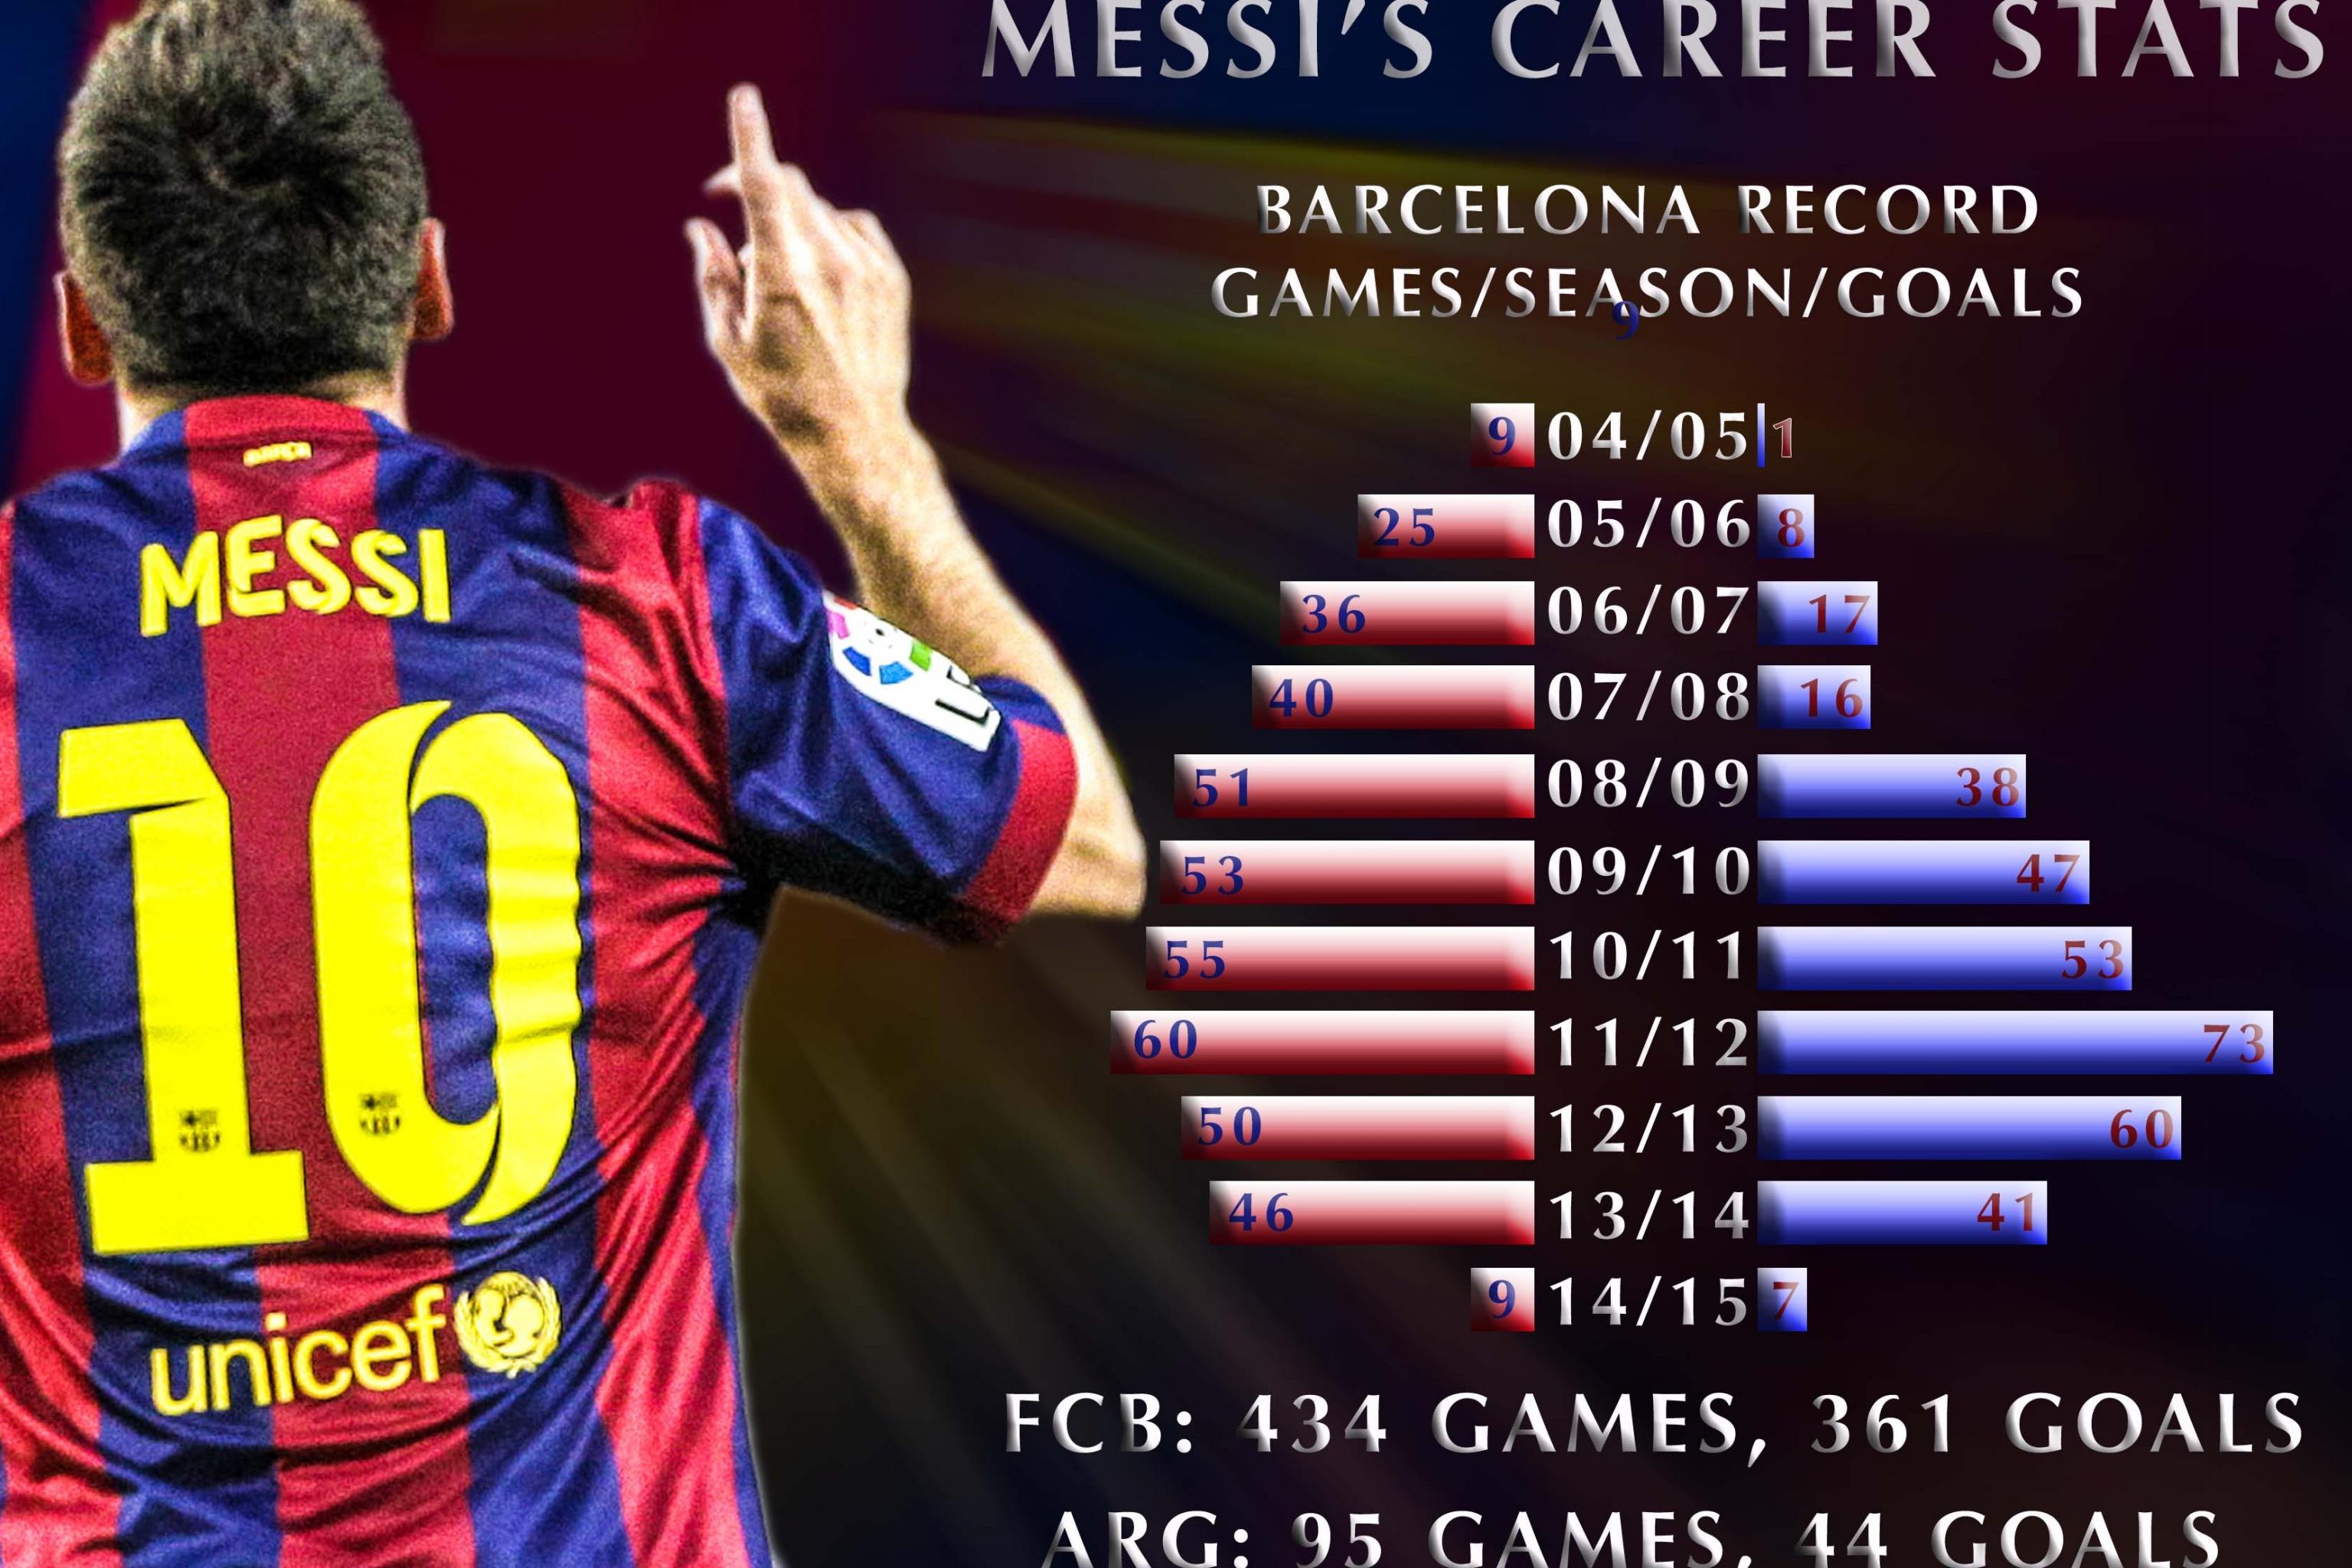 MESSI'S CAREER STATS
BARCELONA RECORD
GAMES/SEASON/GOALS
9
9 04/05 1
25 05/06 8
36 06/07 17
40 07/08 16
51 08/09 38
53 09/10 47
55 10/11 53
60 11/12 73
50 12/13 60
46 13/14 41
9 14/15 7
FCB: 434 GAMES, 361 GOALS
ARG: 95 GAMES, 44 GOALS
BARÇA
MESSI
10
unicef